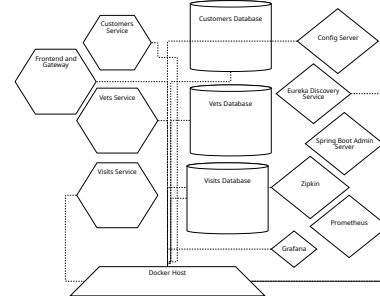 Customers
Service
Customers Database
Config Server
Frontend and
Gateway
Vets Service
Vets Database
Eureka Discovery
Service
Spring Boot Admin
Server
Visits Service
Visits Database
Zipkin
Prometheus
Grafana
Docker Host